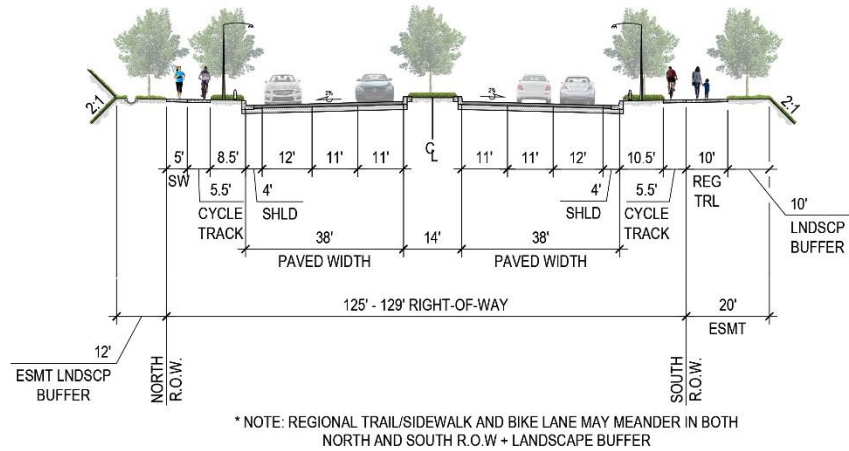 2:1
2%
2%
2:1
5'
8.5'
12'
11'
11'
CL
11'
11'
12'
10.5'
10'
SW
REG
TRL
5.5'
CYCLE
TRACK
4'
SHLD
4'
SHLD
5.5'
CYCLE
TRACK
10'
LNDSCP
BUFFER
38'
PAVED WIDTH
14'
38'
PAVED WIDTH
125' - 129' RIGHT-OF-WAY
20'
ESMT
12'
ESMT LNDSCP
BUFFER
NORTH
R.O.W.
SOUTH
R.O.W.
* NOTE: REGIONAL TRAIL/SIDEWALK AND BIKE LANE MAY MEANDER IN BOTH
NORTH AND SOUTH R.O.W + LANDSCAPE BUFFER